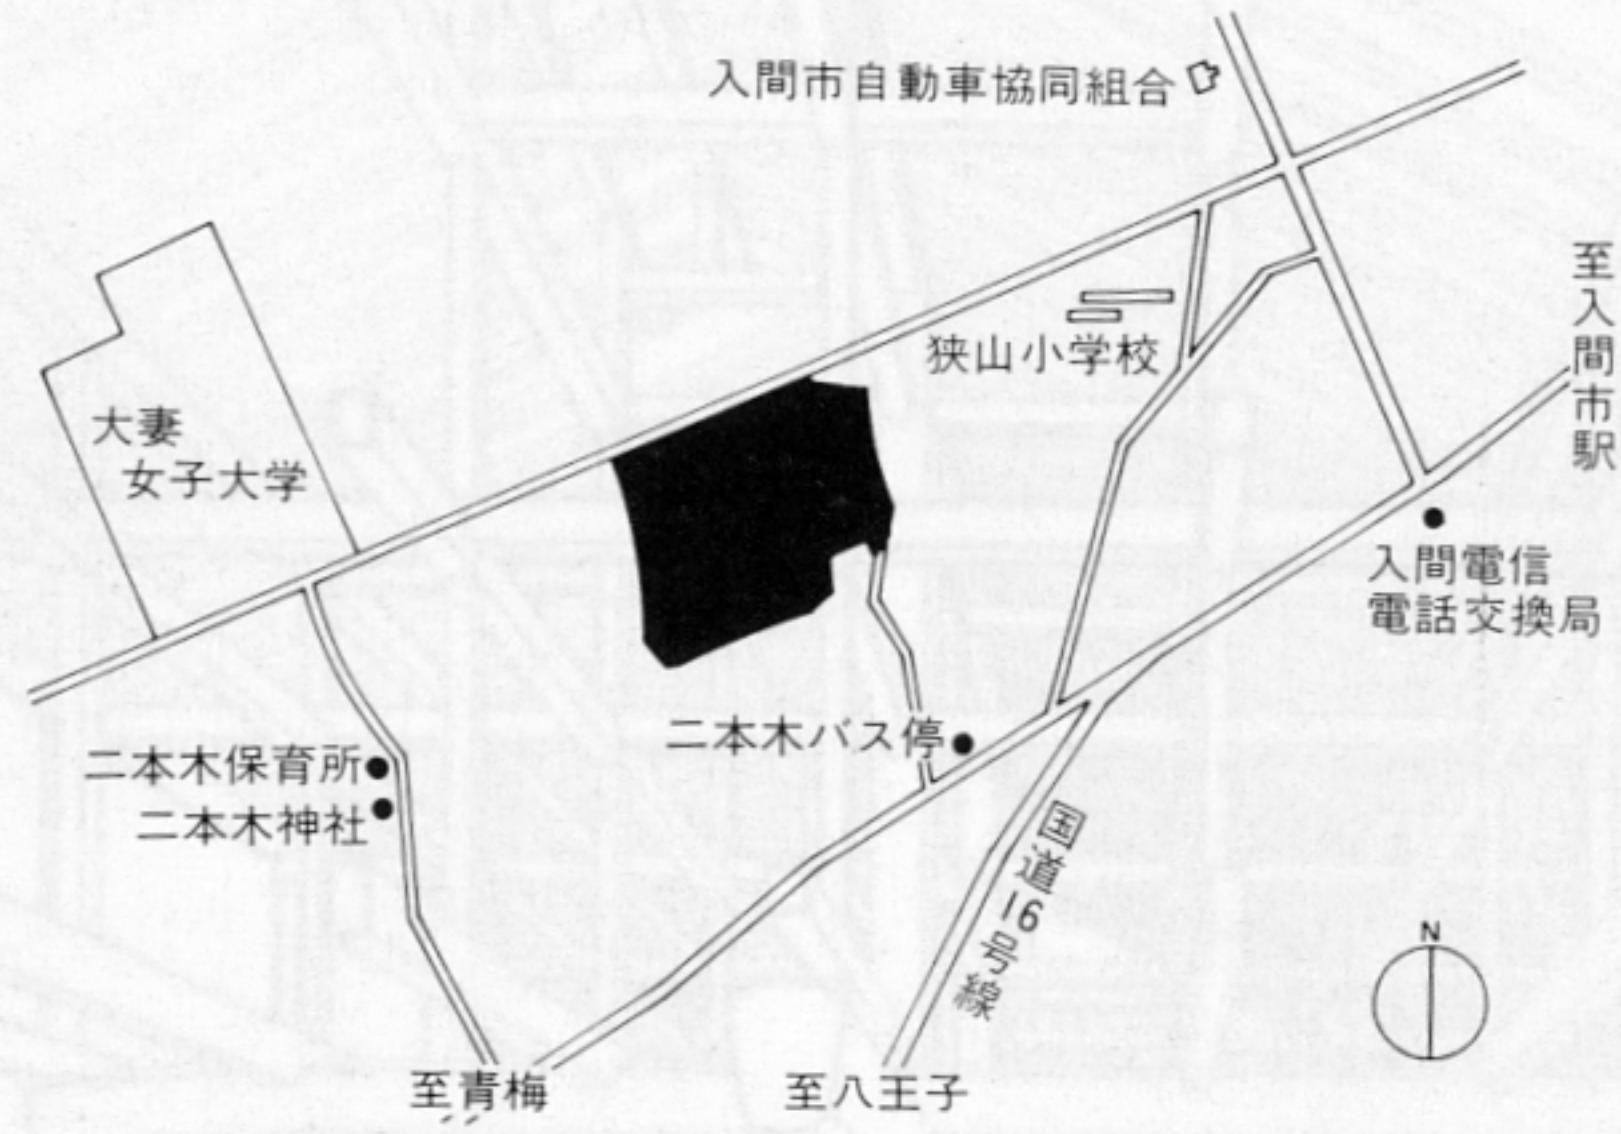 入間市自動車協同組合
至入間市駅
狭山小学校
大妻
女子大学
入間電信
電話交換局
二本木バス停
二本木保育所
二本木神社
国道16号線
N
至青梅
至八王子